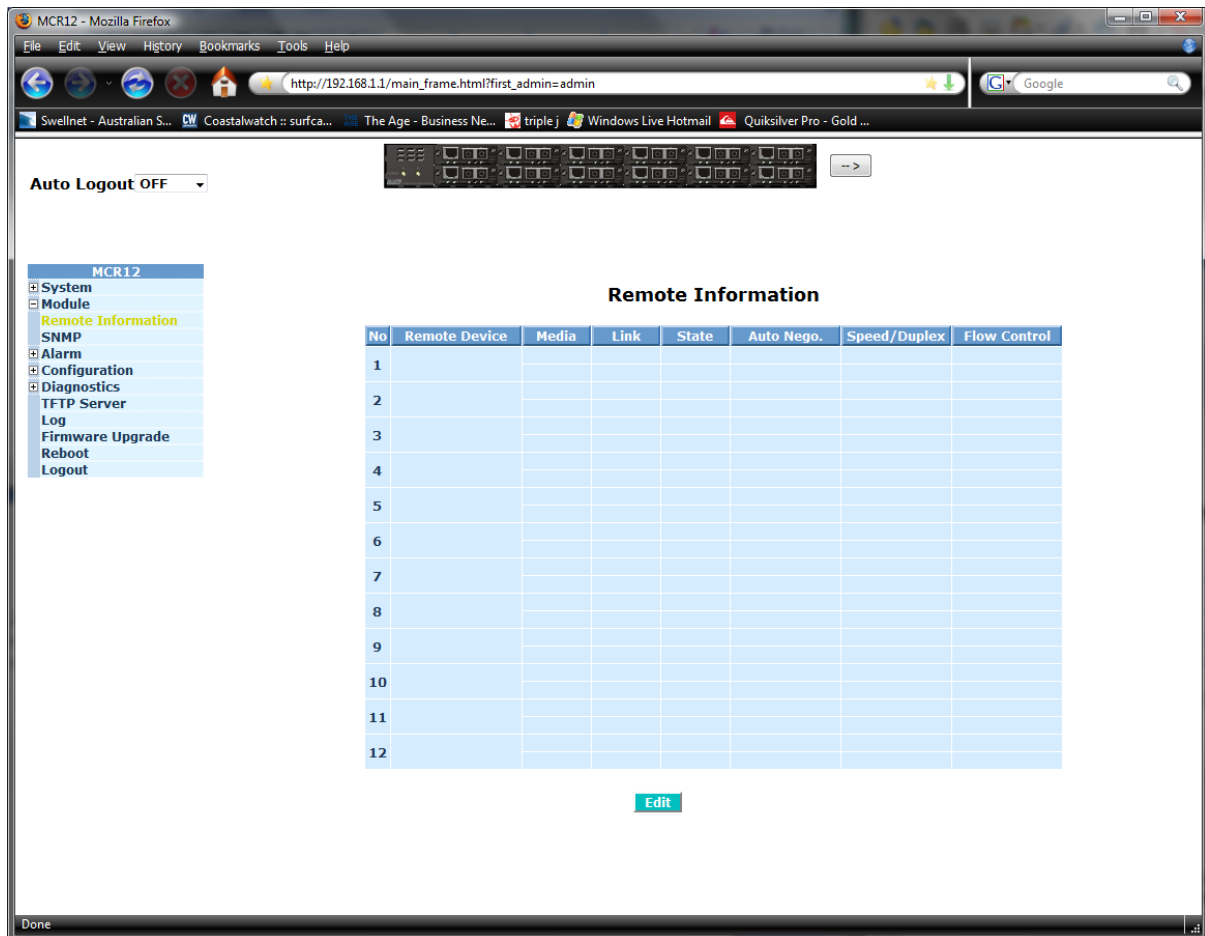 MCR12 - Mozilla Firefox
File Edit View History Bookmarks Tools Help
http://192.168.1.1/main_frame.html?first_admin=admin
G Google
Swellnet - Australian S... CW Coastalwatch :: surfca... THE AGE The Age - Business Ne... triple j Windows Live Hotmail Quiksilver Pro - Gold ...
Auto Logout OFF
-->
MCR12
System
Module
Remote Information
SNMP
Alarm
Configuration
Diagnostics
TFTP Server
Log
Firmware Upgrade
Reboot
Logout
Remote Information
No Remote Device Media Link State Auto Nego. Speed/Duplex Flow Control
1
2
3
4
5
6
7
8
9
10
11
12
Edit
Done